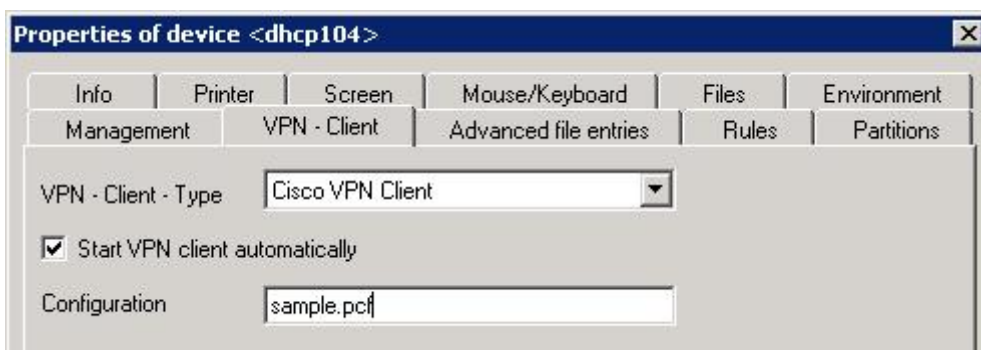 Properties of device <dhcp104>
Info Printer Screen Mouse/Keyboard Files Environment
Management VPN - Client Advanced file entries Rules Partitions
VPN - Client - Type Cisco VPN Client
Start VPN client automatically
Configuration sample.pcf